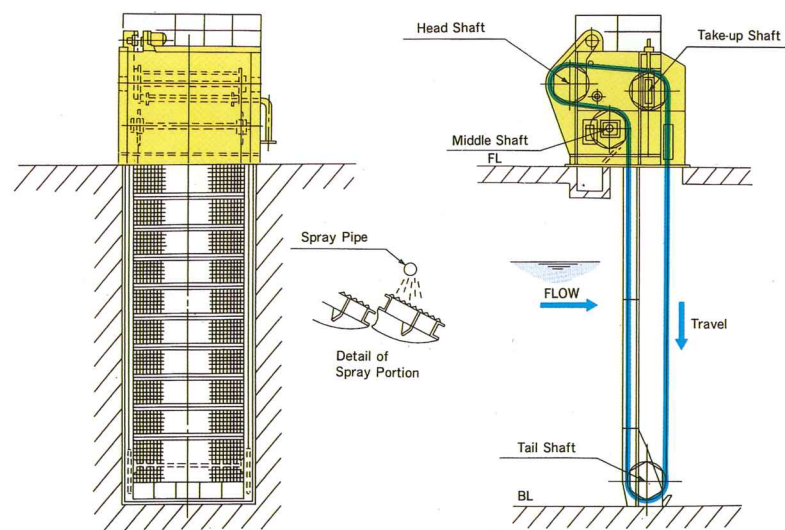 Head Shaft
Take-up Shaft
Middle Shaft
FL
Spray Pipe
FLOW
Travel
Detail of
Spray Portion
Tail Shaft
BL